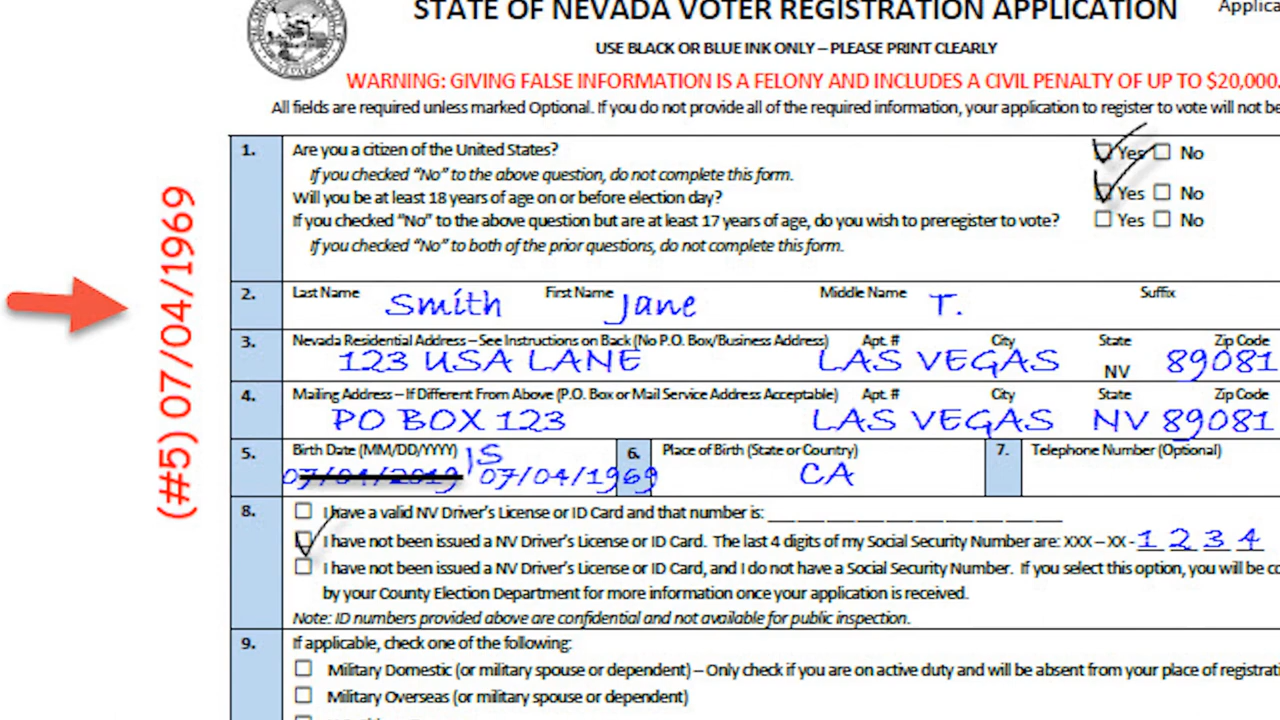 STATE OF NEVADA VOTER REGISTRATION APPLICATION
Applica
USE BLACK OR BLUE INK ONLY – PLEASE PRINT CLEARLY
WARNING: GIVING FALSE INFORMATION IS A FELONY AND INCLUDES A CIVIL PENALTY OF UP TO $20,000.
All fields are required unless marked Optional. If you do not provide all of the required information, your application to register to vote will not be
(#5) 07/04/1969
1. Are you a citizen of the United States? Yes No
If you checked "No" to the above question, do not complete this form.
Will you be at least 18 years of age on or before election day? Yes No
If you checked "No" to the above question but are at least 17 years of age, do you wish to preregister to vote? Yes No
If you checked "No" to both of the prior questions, do not complete this form.
2. Last Name Smith First Name Jane Middle Name T. Suffix
3. Nevada Residential Address – See Instructions on Back (No P.O. Box/Business Address) Apt. # City State Zip Code
123 USA LANE LAS VEGAS NV 89081
4. Mailing Address – If Different From Above (P.O. Box or Mail Service Address Acceptable) Apt. # City State Zip Code
PO BOX 123 LAS VEGAS NV 89081
5. Birth Date (MM/DD/YYYY) JS 6. Place of Birth (State or Country) 7. Telephone Number (Optional)
07/04/2019 07/04/1969 CA
8. I have a valid NV Driver's License or ID Card and that number is:
I have not been issued a NV Driver's License or ID Card. The last 4 digits of my Social Security Number are: XXX – XX - 1 2 3 4
I have not been issued a NV Driver's License or ID Card, and I do not have a Social Security Number. If you select this option, you will be co
by your County Election Department for more information once your application is received.
Note: ID numbers provided above are confidential and not available for public inspection.
9. If applicable, check one of the following:
Military Domestic (or military spouse or dependent) – Only check if you are on active duty and will be absent from your place of registrati
Military Overseas (or military spouse or dependent)